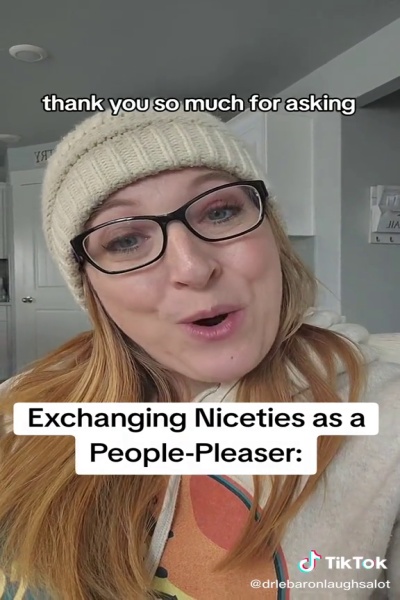 thank you so much for asking
Exchanging Niceties as a
People-Pleaser:
TikTok
@drlebaronlaughsalot